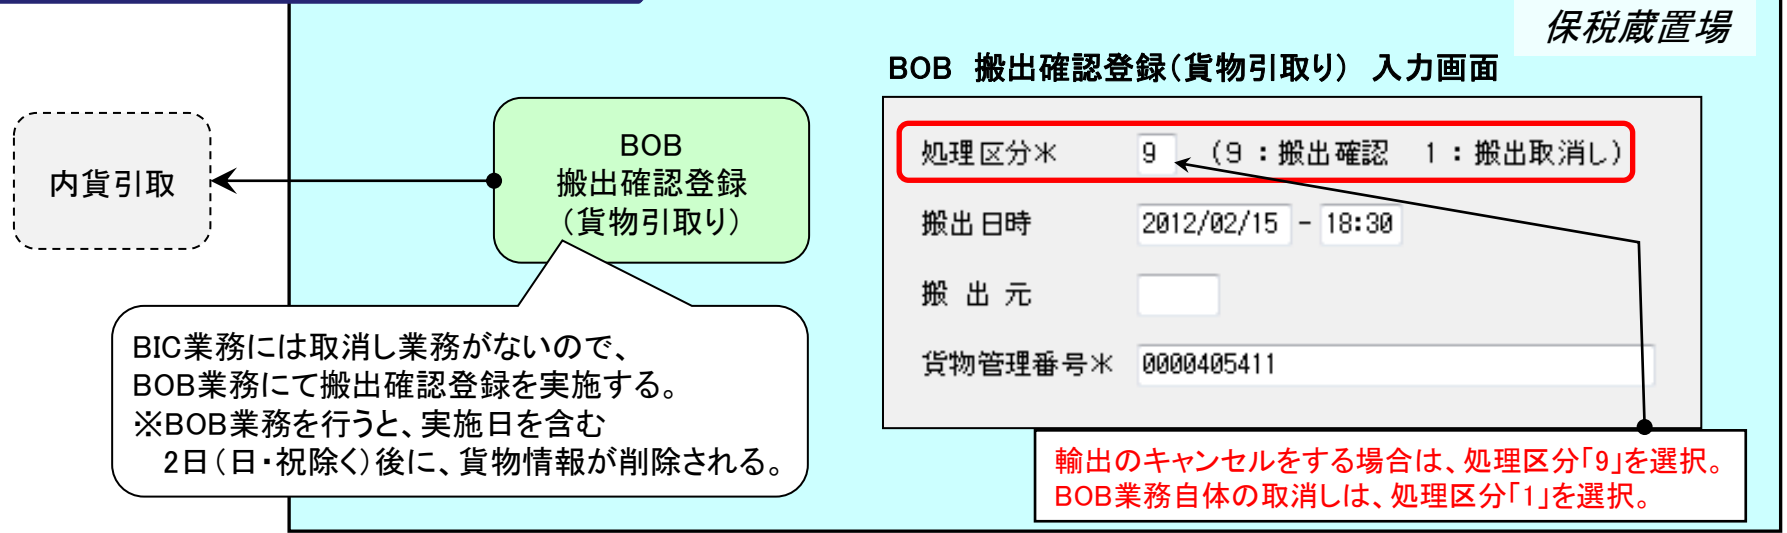 保税蔵置場
BOB 搬出確認登録(貨物引取り) 入力画面
内貨引取
BOB
搬出確認登録
(貨物引取り)
処理区分* 9 (9:搬出確認 1:搬出取消し)
搬出日時 2012/02/15 - 18:30
搬出元
貨物管理番号* 0000405411
BIC業務には取消し業務がないので、
BOB業務にて搬出確認登録を実施する。
※BOB業務を行うと、実施日を含む
2日(日・祝除く)後に、貨物情報が削除される。
輸出のキャンセルをする場合は、処理区分「9」を選択。
BOB業務自体の取消しは、処理区分「1」を選択。